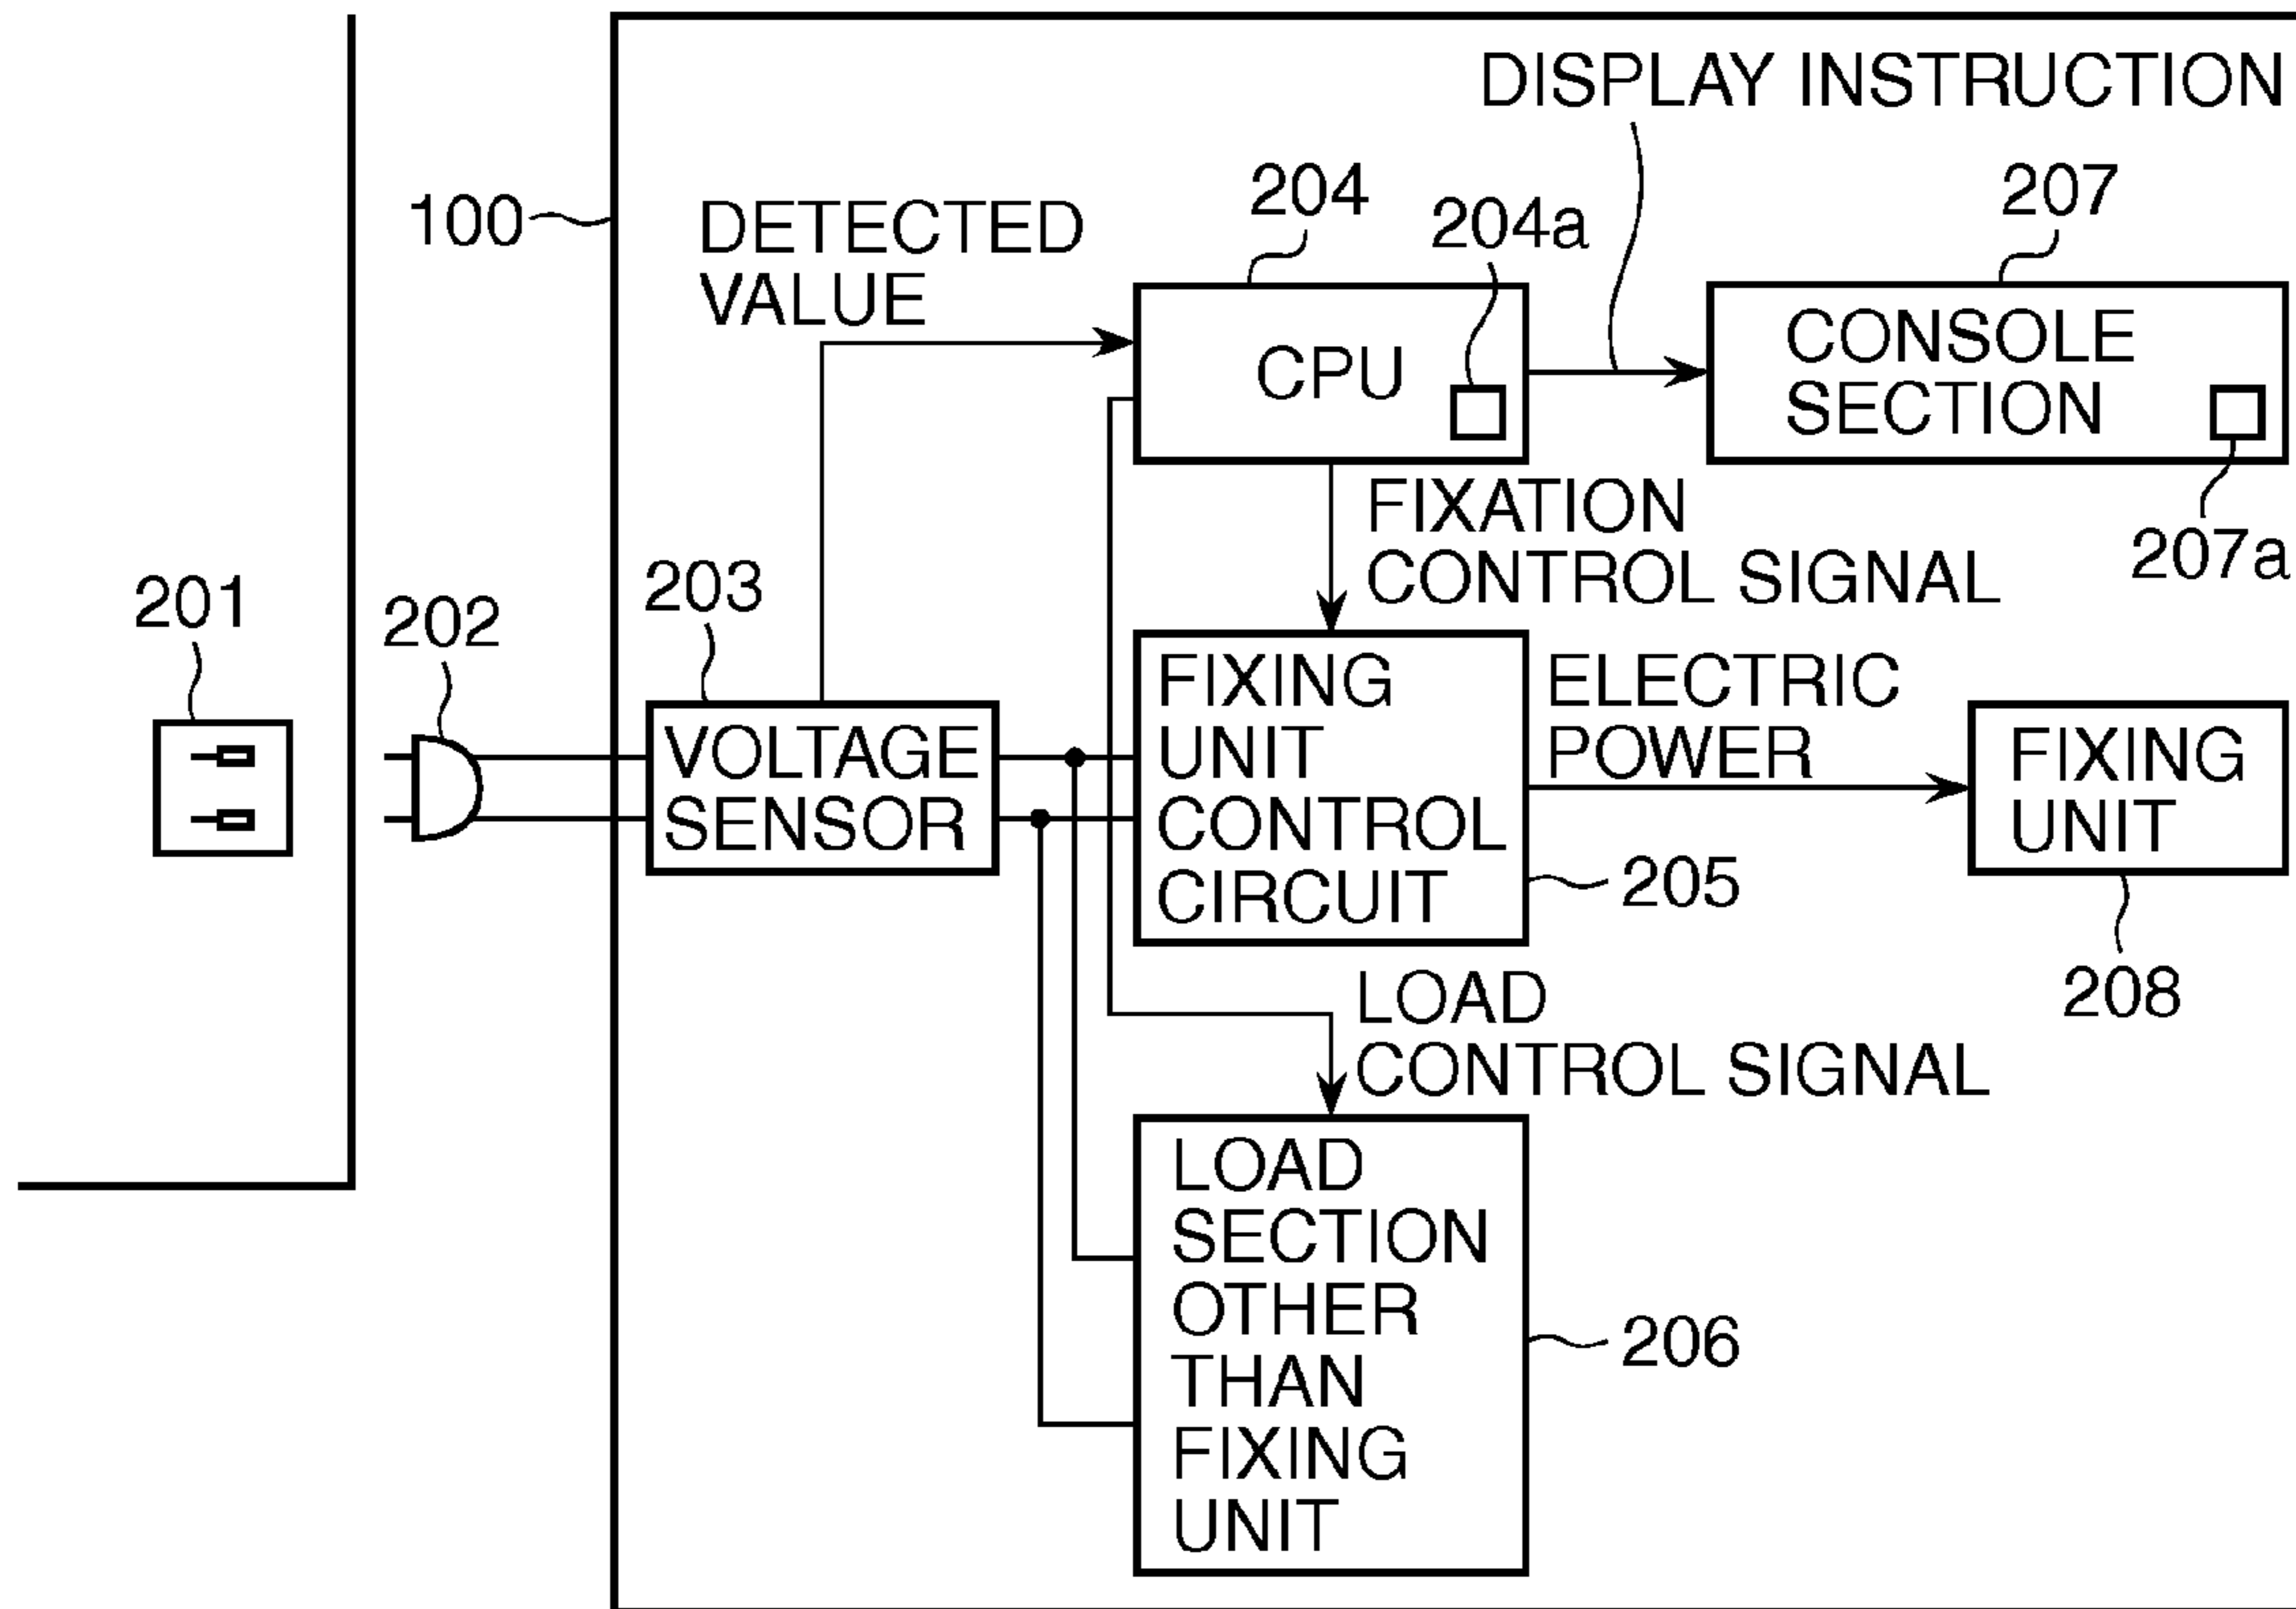 DISPLAY INSTRUCTION
100
DETECTED
VALUE
204
204a
207
CPU
CONSOLE
SECTION
207a
FIXATION
CONTROL SIGNAL
201
202
203
VOLTAGE
SENSOR
FIXING
UNIT
CONTROL
CIRCUIT
205
ELECTRIC
POWER
FIXING
UNIT
208
LOAD
CONTROL SIGNAL
LOAD
SECTION
OTHER
THAN
FIXING
UNIT
206